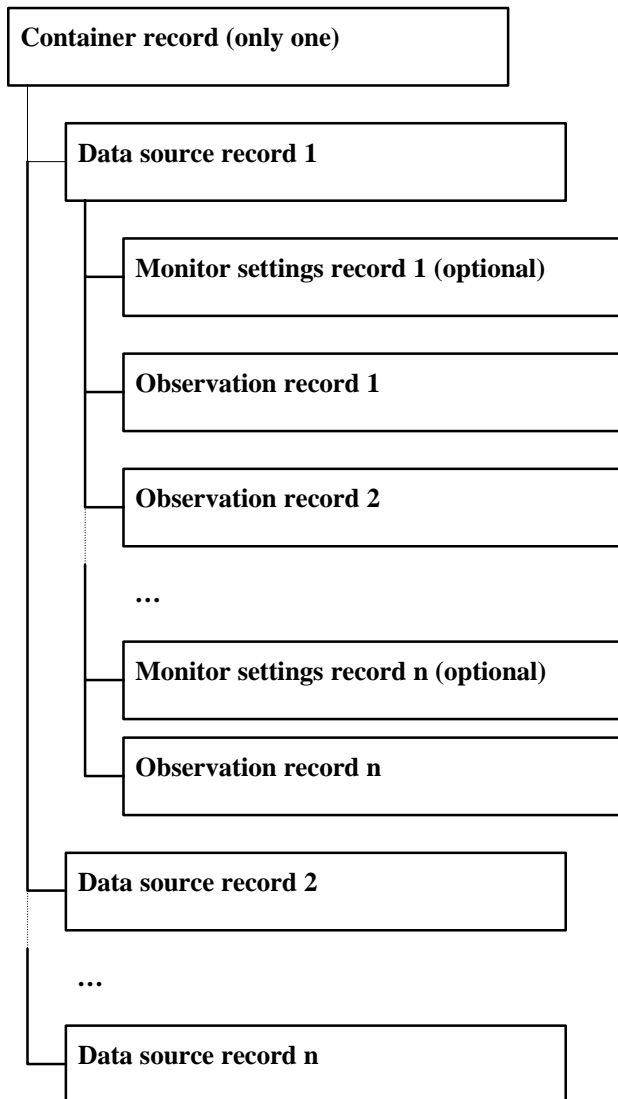 Container record (only one)
Data source record 1
Monitor settings record 1 (optional)
Observation record 1
Observation record 2
...
Monitor settings record n (optional)
Observation record n
Data source record 2
...
Data source record n